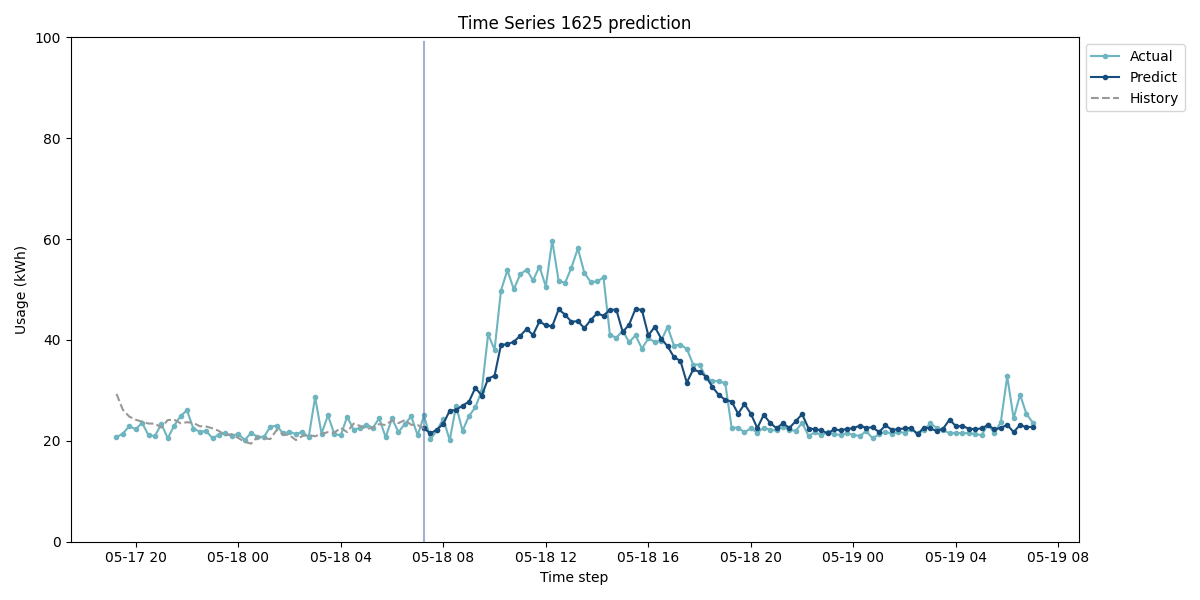 Time Series 1625 prediction
100
80
60
40
20
0
Usage (kWh)
05-17 20
05-18 00
05-18 04
05-18 08
05-18 12
05-18 16
05-18 20
05-19 00
05-19 04
05-19 08
Time step
Actual
Predict
History